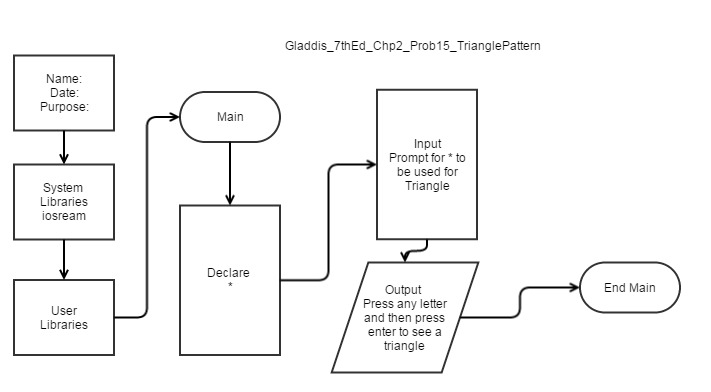 Gladdis_7thEd_Chp2_Prob15_TrianglePattern
Name:
Date:
Purpose:
System
Libraries
iosream
User
Libraries
Main
Declare
*
Input
Prompt for * to
be used for
Triangle
Output
Press any letter
and then press
enter to see a
triangle
End Main